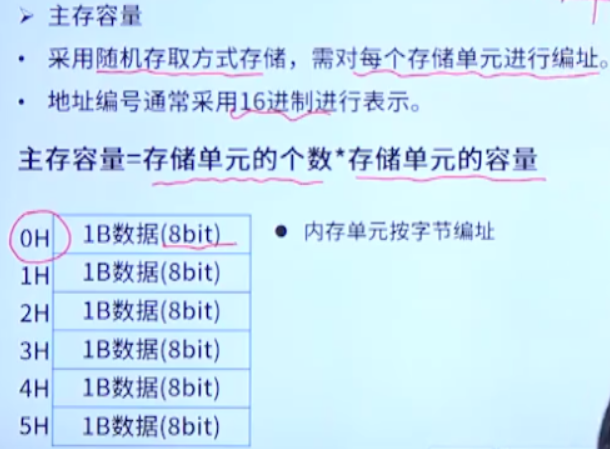 ➢ 主存容量
• 采用随机存取方式存储，需对每个存储单元进行编址。
• 地址编号通常采用16进制进行表示。
主存容量=存储单元的个数*存储单元的容量
0H 1B数据(8bit) ● 内存单元按字节编址
1H 1B数据(8bit)
2H 1B数据(8bit)
3H 1B数据(8bit)
4H 1B数据(8bit)
5H 1B数据(8bit)